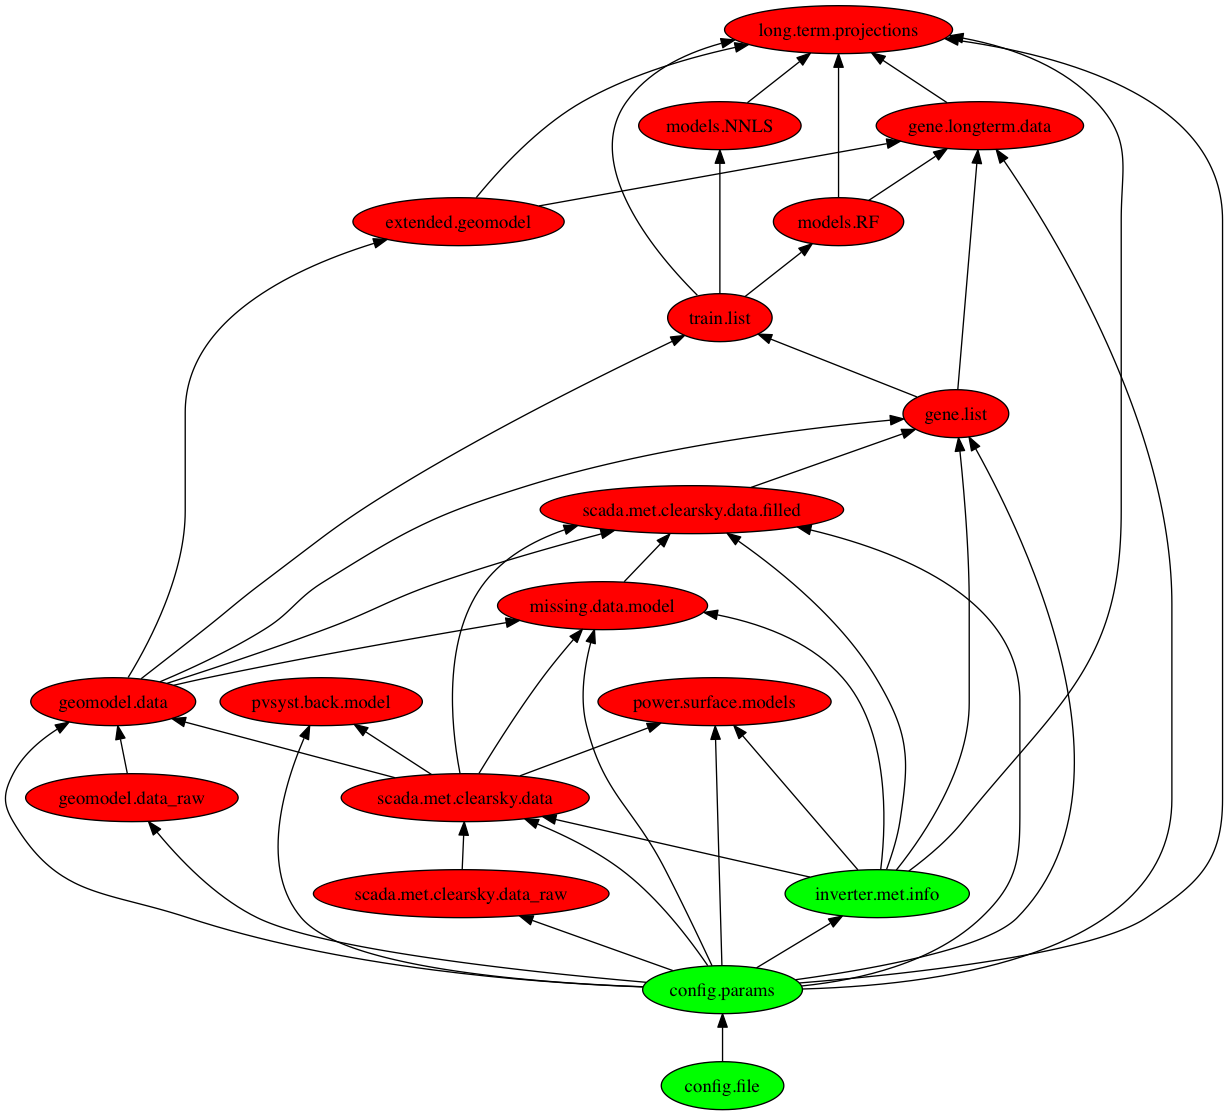 long.term.projections
models.NNLS
gene.longterm.data
extended.geomodel
models.RF
train.list
gene.list
scada.met.clearsky.data.filled
missing.data.model
geomodel.data
pvsyst.back.model
power.surface.models
geomodel.data_raw
scada.met.clearsky.data
scada.met.clearsky.data_raw
inverter.met.info
config.params
config.file